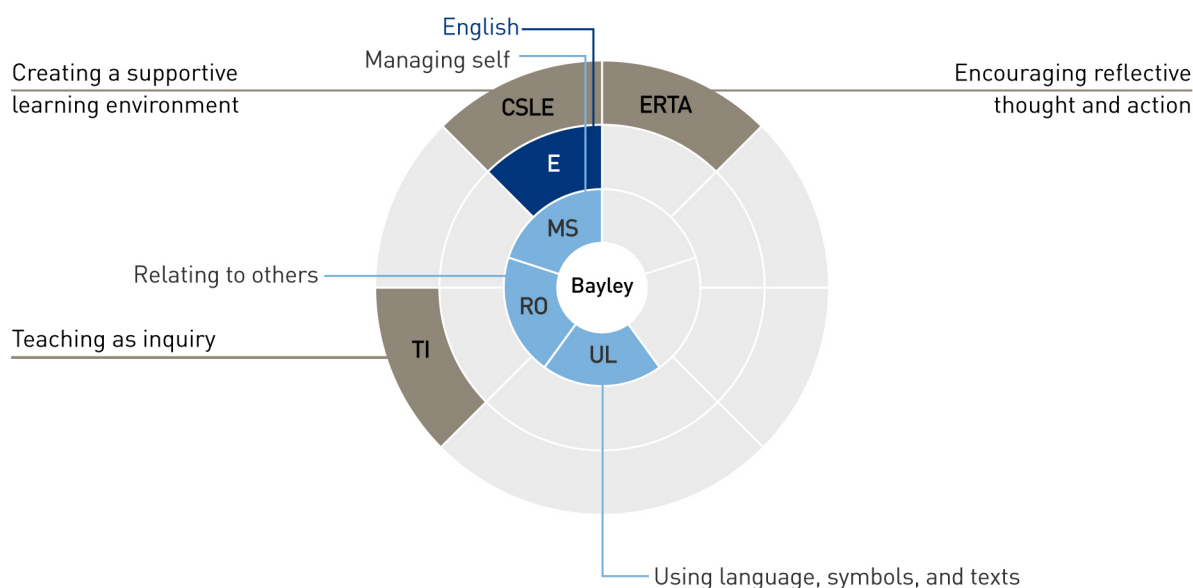 English
Managing self
Creating a supportive
learning environment
Encouraging reflective
thought and action
CSLE
ERTA
E
MS
Relating to others
Bayley
RO
Teaching as inquiry
TI
UL
Using language, symbols, and texts